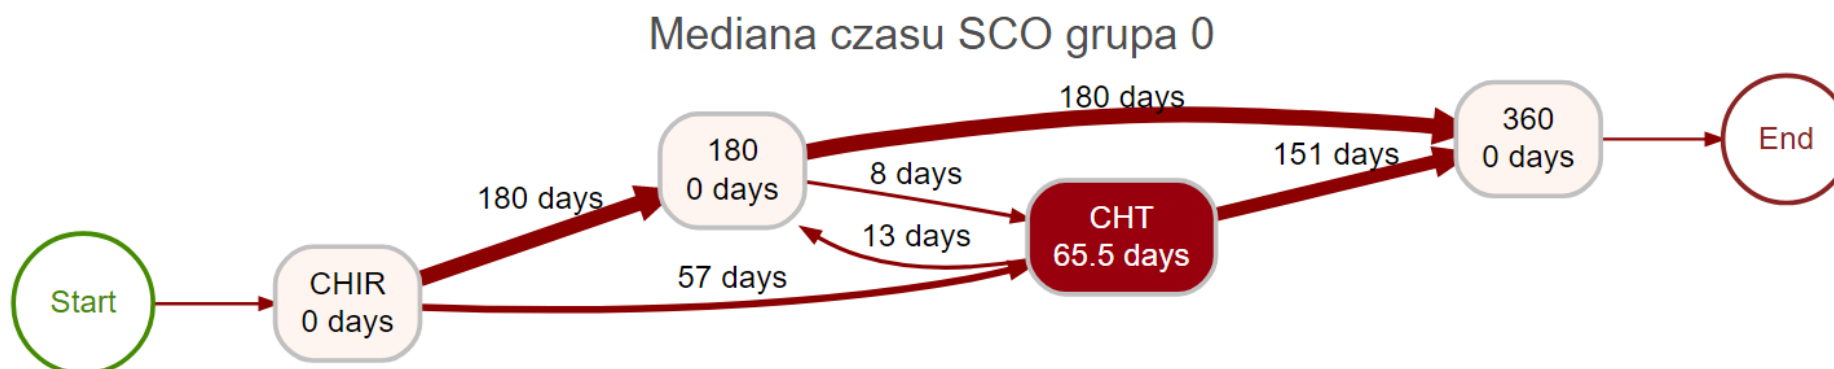 Mediana czasu SCO grupa 0
Start
CHIR
0 days
180 days
57 days
180
0 days
180 days
8 days
13 days
CHT
65.5 days
151 days
360
0 days
End